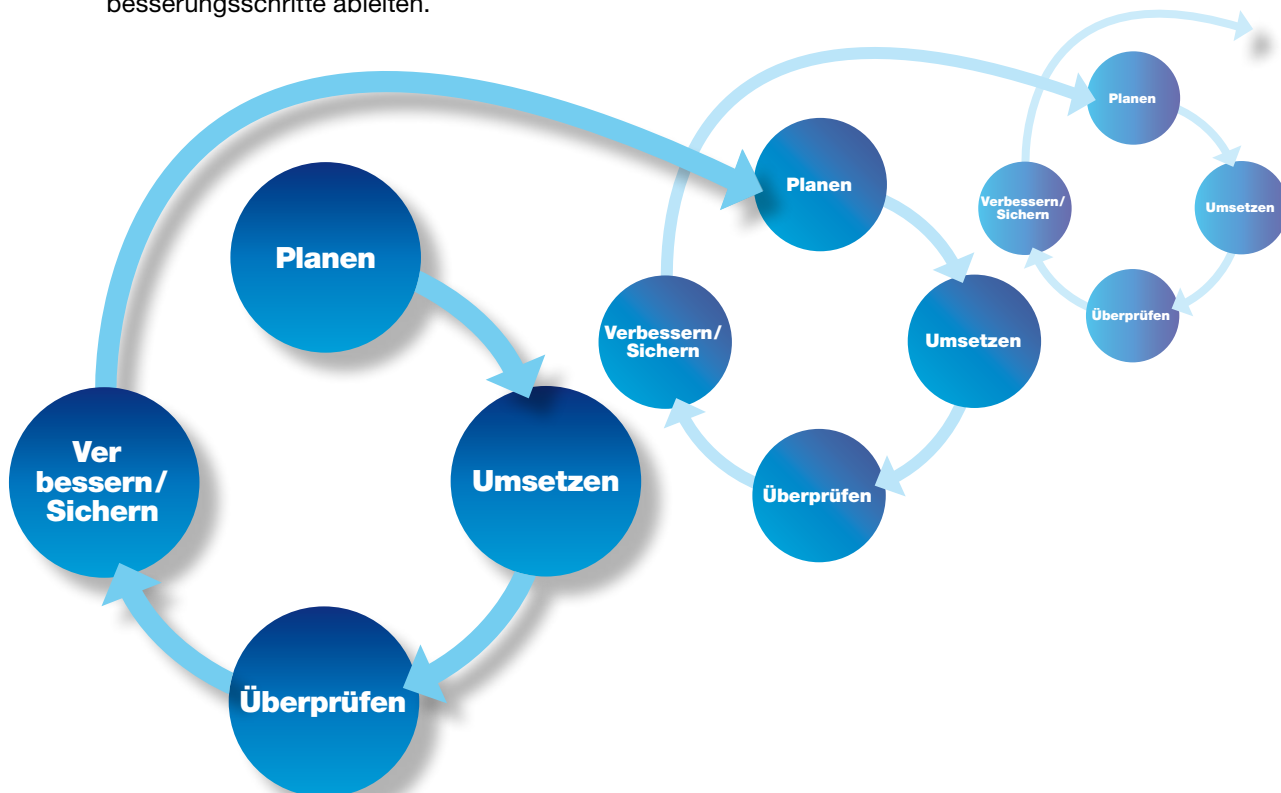 besserungsschritte ableiten.
Planen
Umsetzen
Überprüfen
Ver
bessern/
Sichern
Planen
Umsetzen
Überprüfen
Verbessern/
Sichern
Planen
Umsetzen
Überprüfen
Verbessern/
Sichern